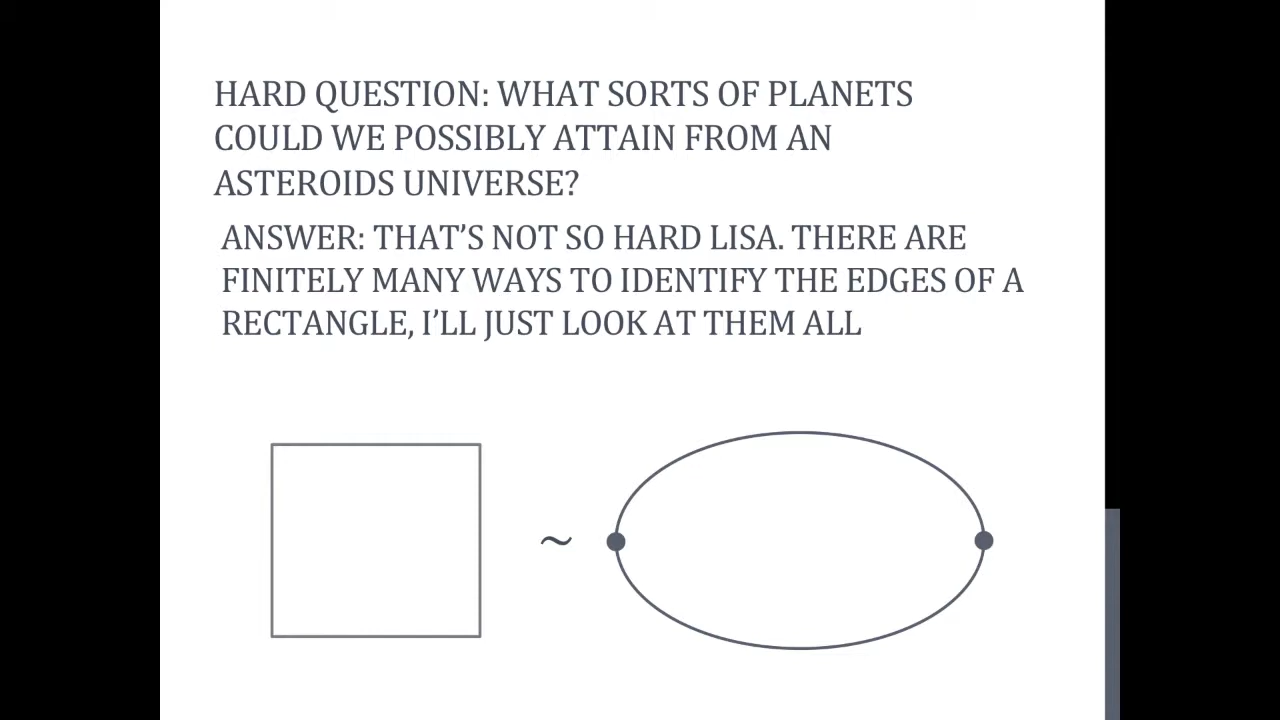 HARD QUESTION: WHAT SORTS OF PLANETS
COULD WE POSSIBLY ATTAIN FROM AN
ASTEROIDS UNIVERSE?
ANSWER: THAT’S NOT SO HARD LISA. THERE ARE
FINITELY MANY WAYS TO IDENTIFY THE EDGES OF A
RECTANGLE, I’LL JUST LOOK AT THEM ALL
~